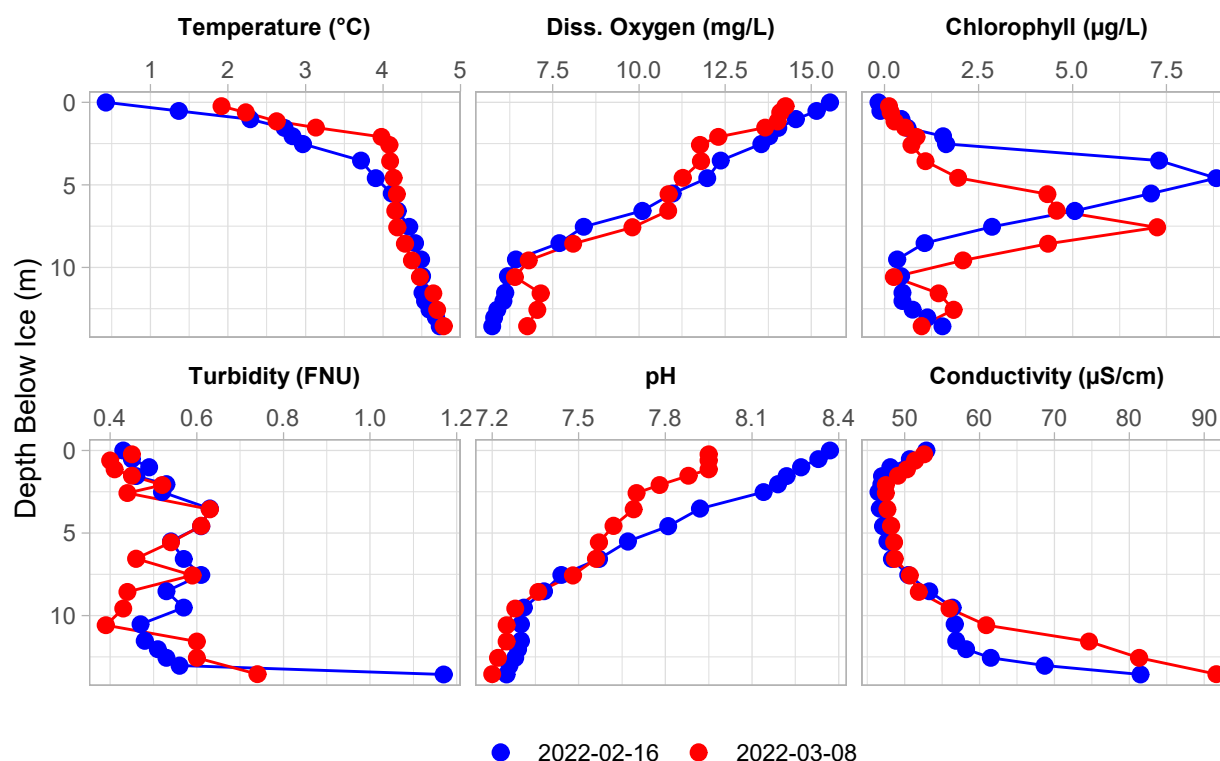 Temperature (°C) Diss. Oxygen (mg/L) Chlorophyll (µg/L)
1 2 3 4 5 7.5 10.0 12.5 15.0 0.0 2.5 5.0 7.5
0
5
10
Depth Below Ice (m)
Turbidity (FNU) pH Conductivity (µS/cm)
0.4 0.6 0.8 1.0 1.2 7.2 7.5 7.8 8.1 8.4 50 60 70 80 90
0
5
10
2022-02-16 2022-03-08